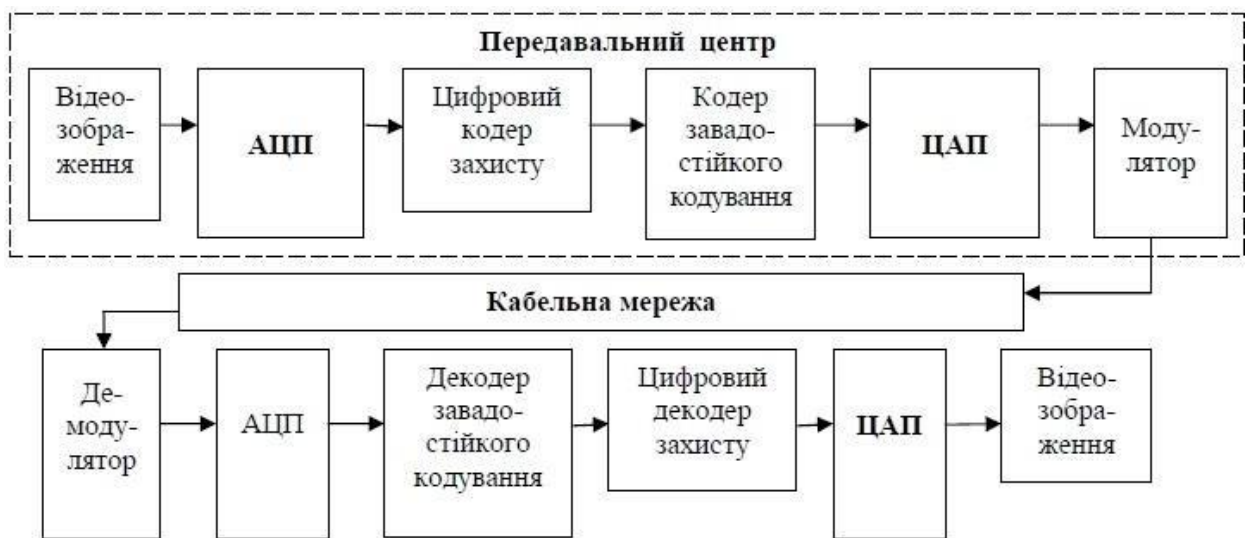 Передавальний центр
Відео-
зобра-
ження
АЦП
Цифровий
кодер
захисту
Кодер
завадо-
стійкого
кодування
ЦАП
Моду-
лятор
Кабельна мережа
Де-
моду-
лятор
АЦП
Декодер
завадо-
стійкого
кодування
Цифровий
декодер
захисту
ЦАП
Відео-
зобра-
ження